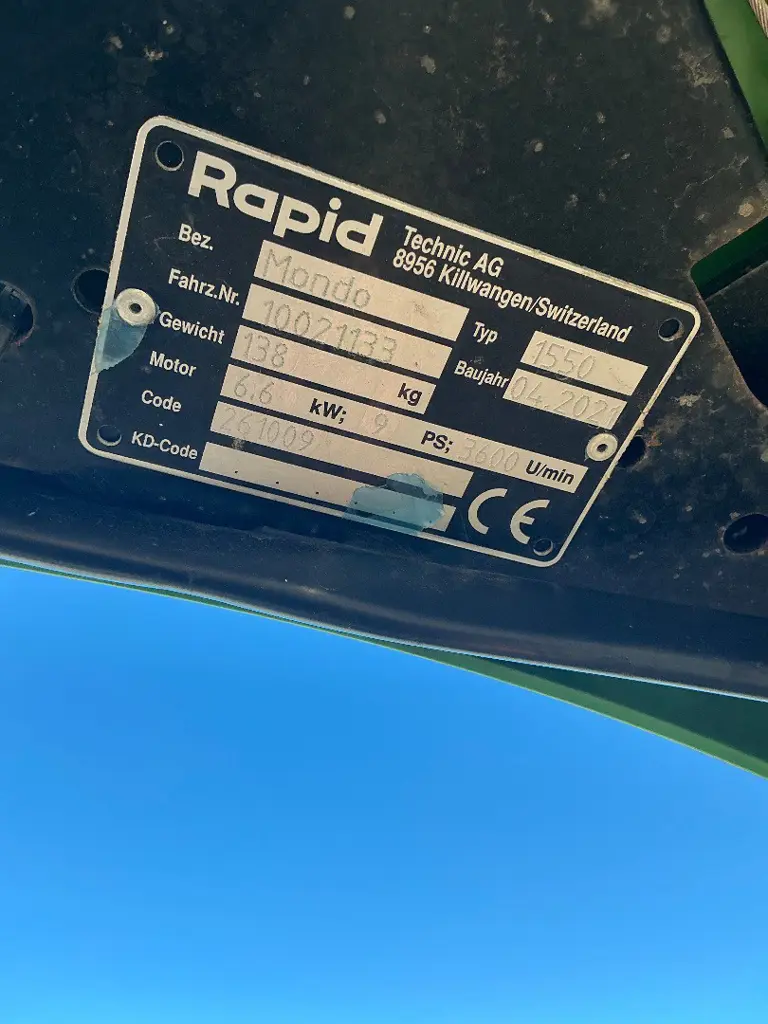 Rapid Technic AG
8956 Killwangen/Switzerland
Bez. Mondo Typ 1550
Fahrz.Nr. 10021133 Baujahr 04.2021
Gewicht 138 kg
Motor 6,6 kW; 9 PS; 3600 U/min
Code 261009
KD-Code
CE